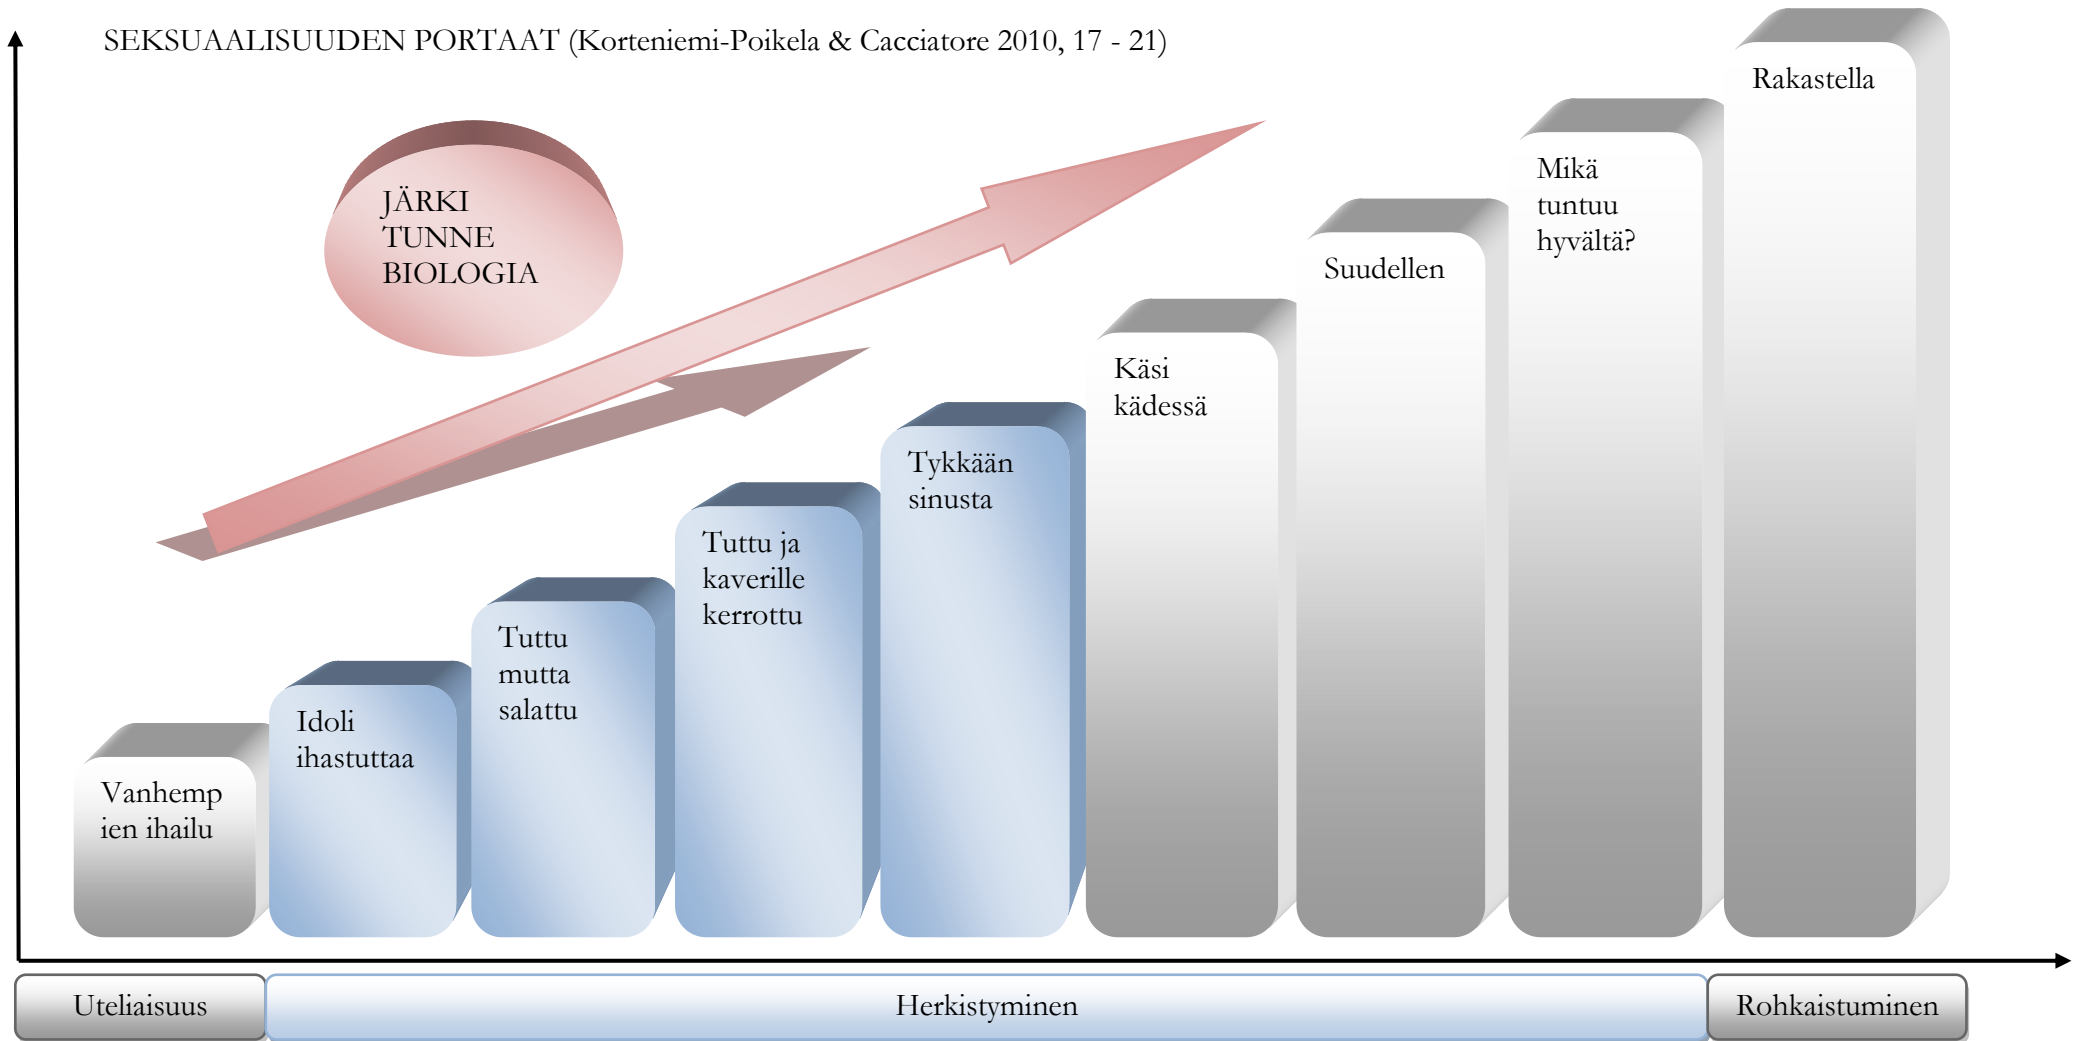 SEKSUAALISUUDEN PORTAAT (Korteniemi-Poikela & Cacciatore 2010, 17 - 21)
JÄRKI
TUNNE
BIOLOGIA
Vanhemp
ien ihailu
Idoli
ihastuttaa
Tuttu
mutta
salattu
Tuttu ja
kaverille
kerrottu
Tykkään
sinusta
Käsi
kädessä
Suudellen
Mikä
tuntuu
hyvältä?
Rakastella
Uteliaisuus
Herkistyminen
Rohkaistuminen